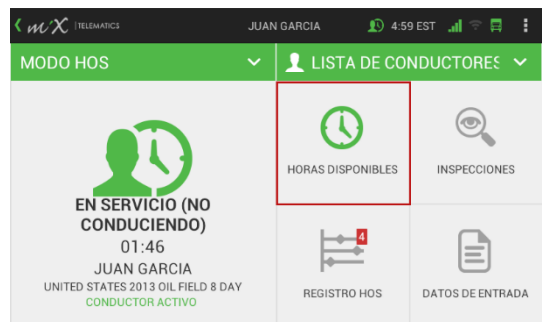 mix TELEMATICS
JUAN GARCIA
4:59 EST
MODO HOS
LISTA DE CONDUCTORES
EN SERVICIO (NO
CONDUCIENDO)
01:46
JUAN GARCIA
UNITED STATES 2013 OIL FIELD 8 DAY
CONDUCTOR ACTIVO
HORAS DISPONIBLES
INSPECCIONES
4
REGISTRO HOS
DATOS DE ENTRADA